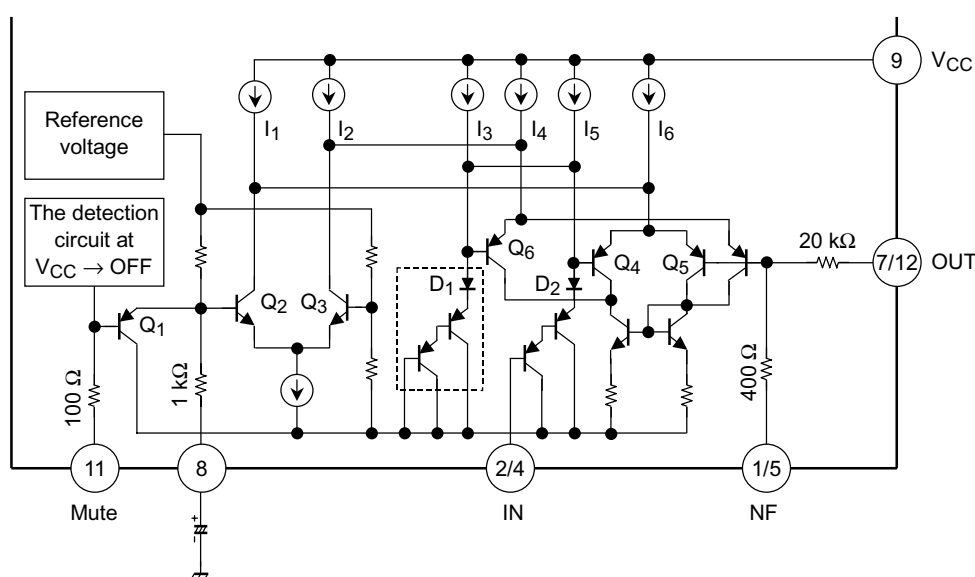 9
VCC
I1
I2
I3
I4
I5
I6
Reference
voltage
The detection
circuit at
VCC → OFF
Q1
Q2
Q3
Q6
Q4
Q5
D1
D2
20 kΩ
7/12
OUT
100 Ω
1 kΩ
400 Ω
11
8
2/4
1/5
Mute
IN
NF
+
-